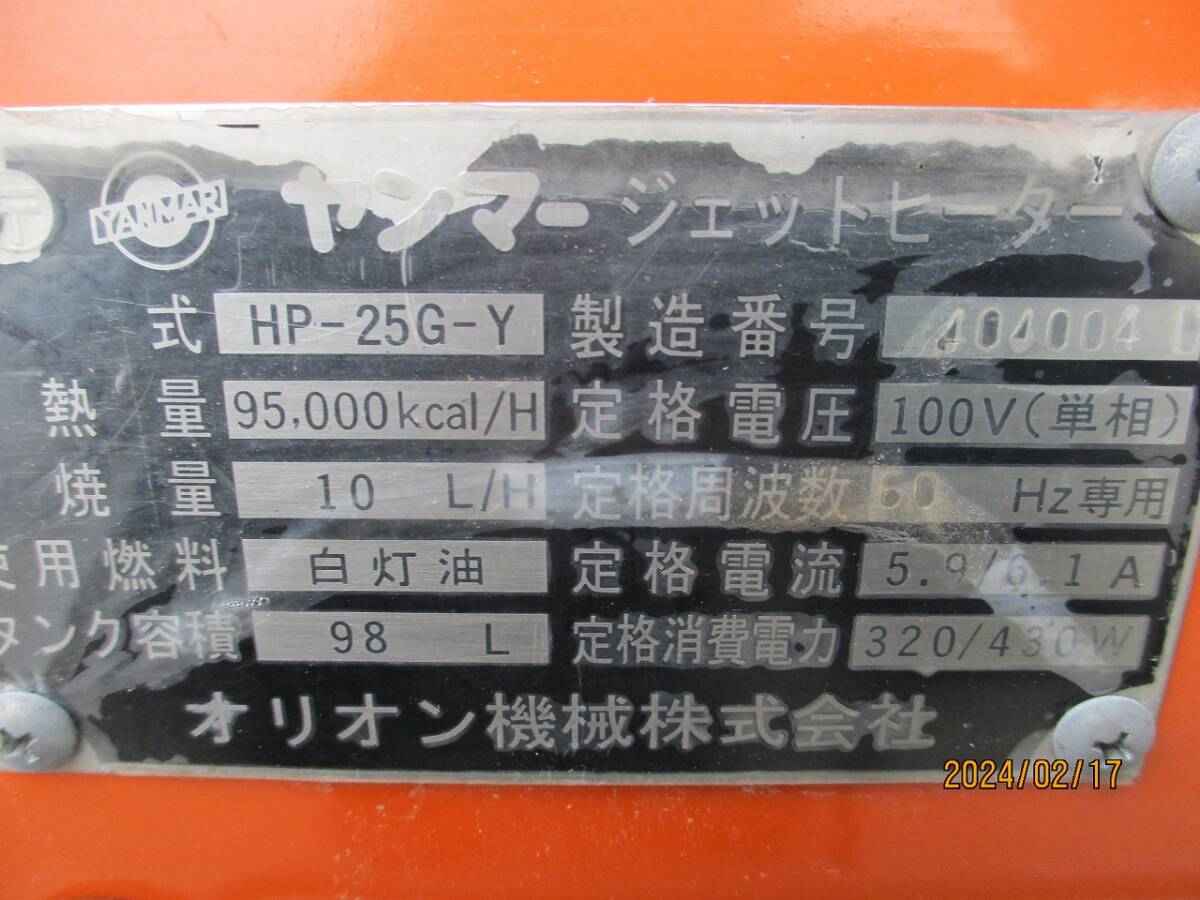 YANMAR ヤンマージェットヒーター
式 HP-25G-Y 製造番号 4040041
熱量 95,000kcal/H 定格電圧 100V(単相)
焼量 10 L/H 定格周波数 60 Hz専用
使用燃料 白灯油 定格電流 5.9/6.1A
タンク容積 98 L 定格消費電力 320/430W
オリオン機械株式会社
2024/02/17